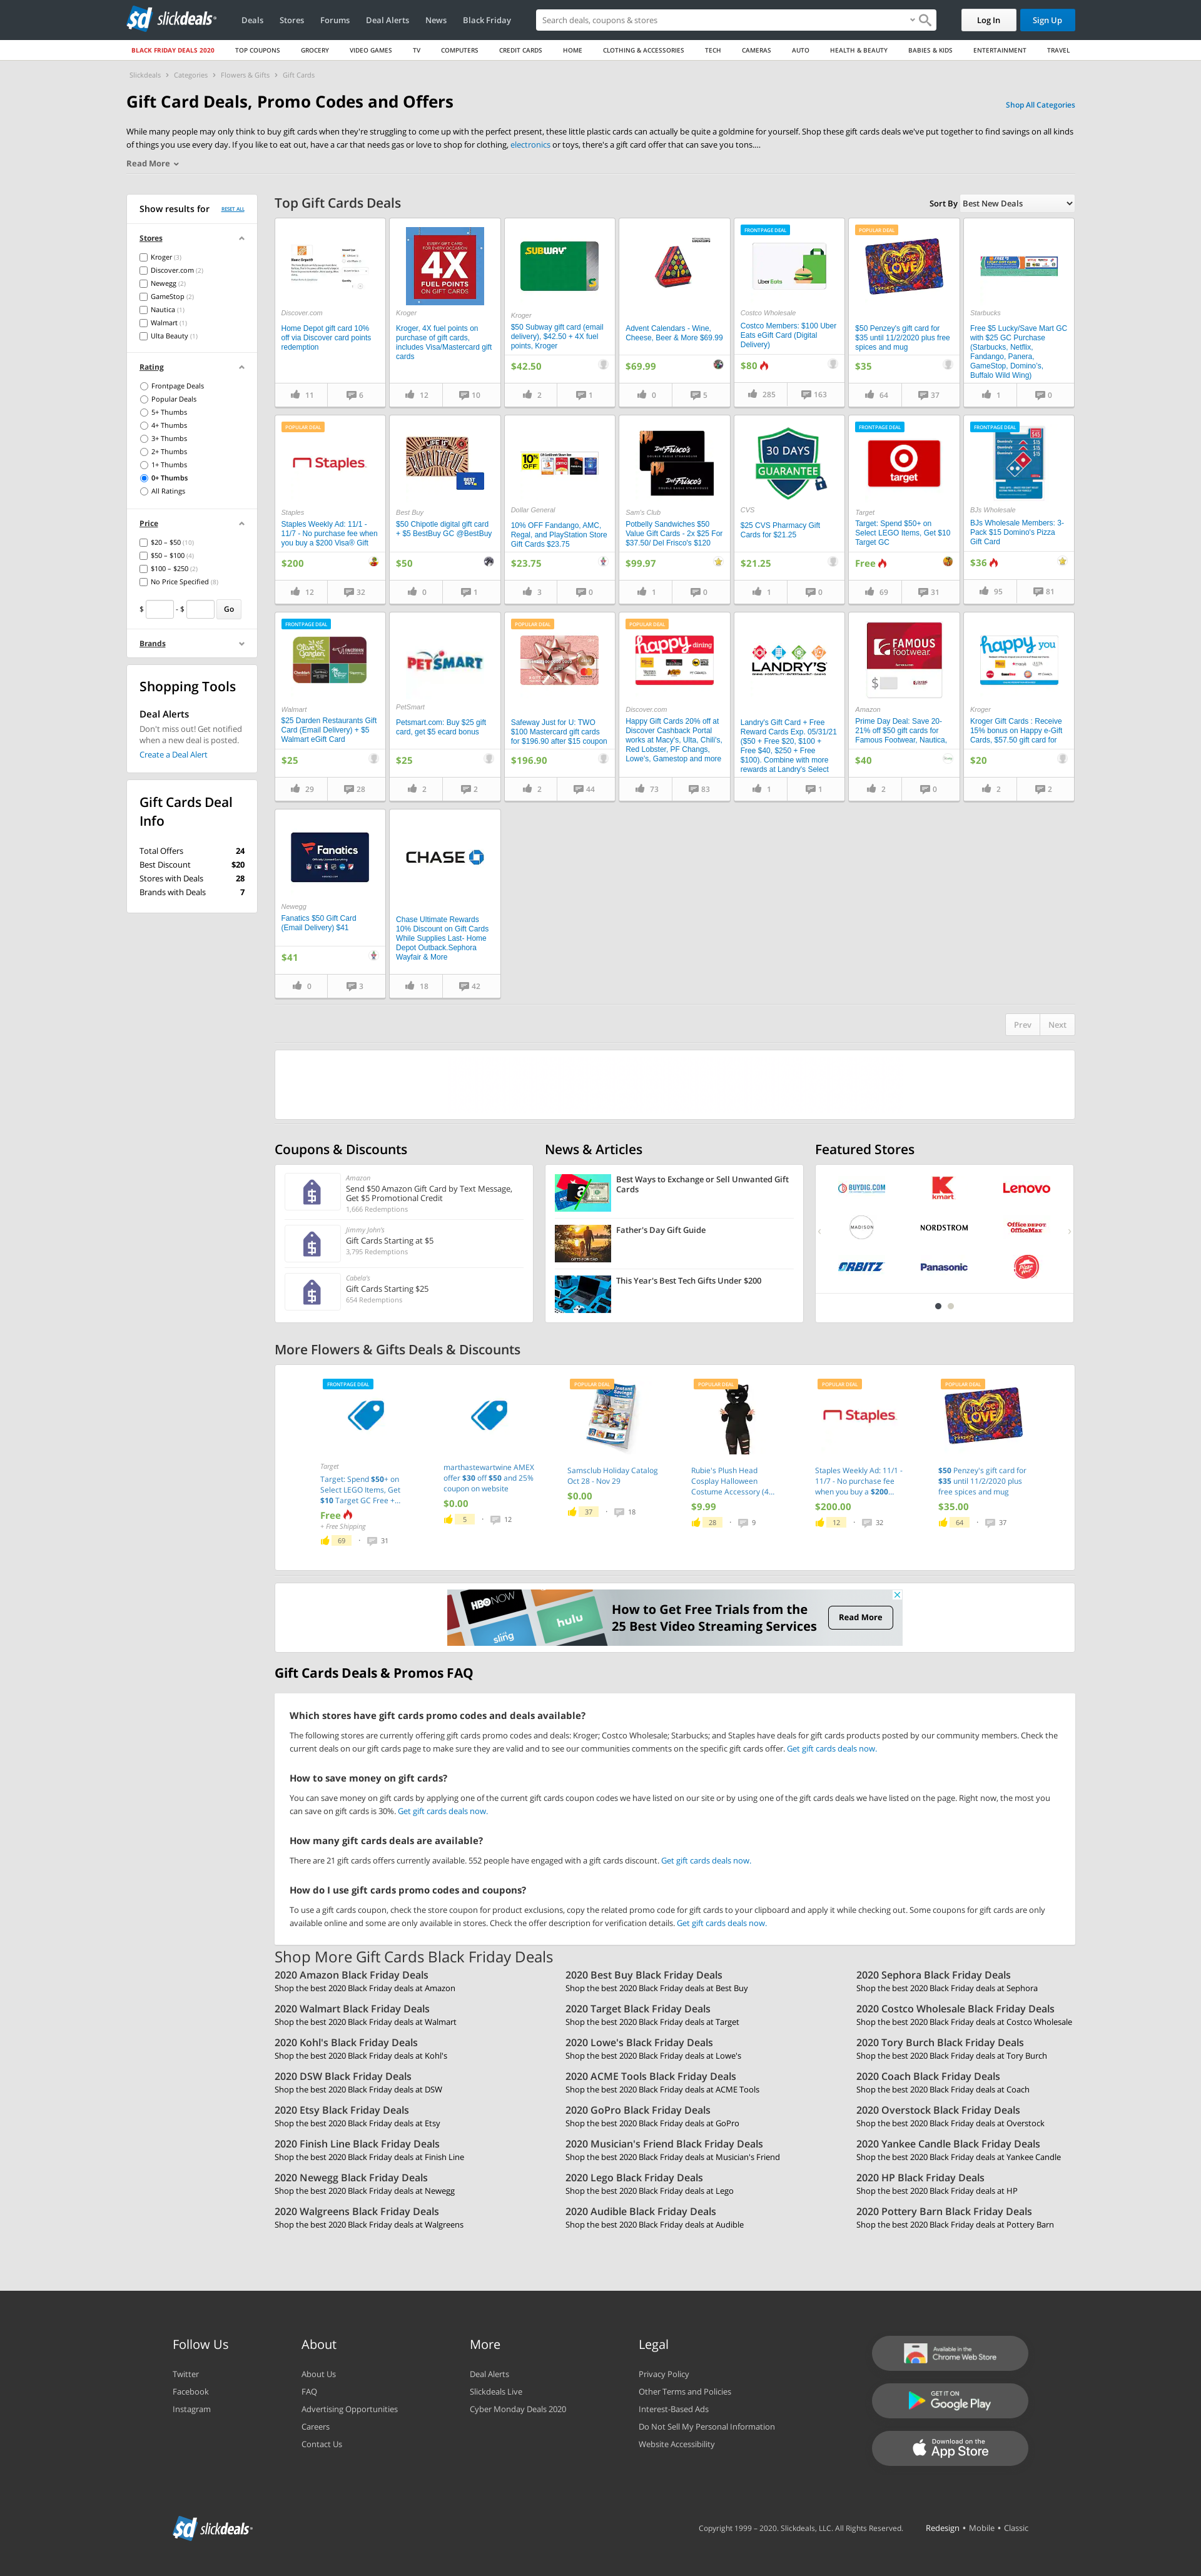 slickdeals
Deals Stores Forums Deal Alerts News Black Friday
Search deals, coupons & stores
Log In Sign Up
BLACK FRIDAY DEALS 2020 TOP COUPONS GROCERY VIDEO GAMES TV COMPUTERS CREDIT CARDS HOME CLOTHING & ACCESSORIES TECH CAMERAS AUTO HEALTH & BEAUTY BABIES & KIDS ENTERTAINMENT TRAVEL
Slickdeals › Categories › Flowers & Gifts › Gift Cards
Gift Card Deals, Promo Codes and Offers
Shop All Categories
While many people may only think to buy gift cards when they're struggling to come up with the perfect present, these little plastic cards can actually be quite a goldmine for yourself. Shop these gift cards deals we've put together to find savings on all kinds
of things you use every day. If you like to eat out, have a car that needs gas or love to shop for clothing, electronics or toys, there's a gift card offer that can save you tons....
Read More
Show results for RESET ALL
Stores
Kroger (3)
Discover.com (2)
Newegg (2)
GameStop (2)
Nautica (1)
Walmart (1)
Ulta Beauty (1)
Rating
Frontpage Deals
Popular Deals
5+ Thumbs
4+ Thumbs
3+ Thumbs
2+ Thumbs
1+ Thumbs
0+ Thumbs
All Ratings
Price
$20 – $50 (10)
$50 – $100 (4)
$100 – $250 (2)
No Price Specified (8)
$ - $ Go
Brands
Shopping Tools
Deal Alerts
Don't miss out! Get notified
when a new deal is posted.
Create a Deal Alert
Gift Cards Deal
Info
Total Offers 24
Best Discount $20
Stores with Deals 28
Brands with Deals 7
Top Gift Cards Deals
Sort By Best New Deals
Discover.com
Home Depot gift card 10%
off via Discover card points
redemption
11 6
EVERY GIFT CARD
FOR EVERY OCCASION
4X
FUEL POINTS
ON GIFT CARDS
Kroger
Kroger, 4X fuel points on
purchase of gift cards,
includes Visa/Mastercard gift
cards
12 10
SUBWAY
Kroger
$50 Subway gift card (email
delivery). $42.50 + 4X fuel
points, Kroger
$42.50
2 1
Advent Calendars - Wine,
Cheese, Beer & More $69.99
$69.99
0 5
FRONTPAGE DEAL
Uber Eats
Costco Wholesale
Costco Members: $100 Uber
Eats eGift Card (Digital
Delivery)
$80
285 163
POPULAR DEAL
LOVE
$50 Penzey's gift card for
$35 until 11/2/2020 plus free
spices and mug
$35
64 37
Starbucks
Free $5 Lucky/Save Mart GC
with $25 GC Purchase
(Starbucks, Netflix,
Fandango, Panera,
GameStop, Domino's,
Buffalo Wild Wing)
1 0
POPULAR DEAL
Staples
Staples
Staples Weekly Ad: 11/1 -
11/7 - No purchase fee when
you buy a $200 Visa® Gift
$200
12 32
BEST BUY
Best Buy
$50 Chipotle digital gift card
+ $5 BestBuy GC @BestBuy
$50
0 1
10% OFF
Dollar General
10% OFF Fandango, AMC,
Regal, and PlayStation Store
Gift Cards $23.75
$23.75
3 0
Del Frisco's
Del Frisco's
Sam's Club
Potbelly Sandwiches $50
Value Gift Cards - 2x $25 For
$37.50/ Del Frisco's $120
$99.97
1 0
30 DAYS
GUARANTEE
CVS
$25 CVS Pharmacy Gift
Cards for $21.25
$21.25
1 0
FRONTPAGE DEAL
target
Target
Target: Spend $50+ on
Select LEGO Items, Get $10
Target GC
Free
69 31
FRONTPAGE DEAL
$45
$15
$15
$15
BJs Wholesale
BJs Wholesale Members: 3-
Pack $15 Domino's Pizza
Gift Card
$36
95 81
FRONTPAGE DEAL
Olive Garden
Walmart
$25 Darden Restaurants Gift
Card (Email Delivery) + $5
Walmart eGift Card
$25
29 28
PETSMART
PetSmart
Petsmart.com: Buy $25 gift
card, get $5 ecard bonus
$25
2 2
POPULAR DEAL
Safeway Just for U: TWO
$100 Mastercard gift cards
for $196.90 after $15 coupon
$196.90
2 44
POPULAR DEAL
happy dining
Discover.com
Happy Gift Cards 20% off at
Discover Cashback Portal
works at Macy's, Ulta, Chili's,
Red Lobster, PF Changs,
Lowe's, Gamestop and more
73 83
LANDRY'S
Landry's Gift Card + Free
Reward Cards Exp. 05/31/21
($50 + Free $20, $100 +
Free $40, $250 + Free
$100). Combine with more
rewards at Landry's Select
1 1
FAMOUS
footwear
$
Amazon
Prime Day Deal: Save 20-
21% off $50 gift cards for
Famous Footwear, Nautica,
$40
2 0
happy you
Kroger
Kroger Gift Cards : Receive
15% bonus on Happy e-Gift
Cards, $57.50 gift card for
$20
2 2
Fanatics
Newegg
Fanatics $50 Gift Card
(Email Delivery) $41
$41
0 3
CHASE
Chase Ultimate Rewards
10% Discount on Gift Cards
While Supplies Last- Home
Depot Outback.Sephora
Wayfair & More
18 42
Prev Next
Coupons & Discounts
Amazon
Send $50 Amazon Gift Card by Text Message,
Get $5 Promotional Credit
1,666 Redemptions
Jimmy John's
Gift Cards Starting at $5
3,795 Redemptions
Cabela's
Gift Cards Starting $25
654 Redemptions
News & Articles
Best Ways to Exchange or Sell Unwanted Gift
Cards
Father's Day Gift Guide
This Year's Best Tech Gifts Under $200
Featured Stores
BUYDIG.COM kmart Lenovo
MADISON NORDSTROM Office DEPOT OfficeMax
ORBITZ Panasonic Pizza Hut
More Flowers & Gifts Deals & Discounts
FRONTPAGE DEAL
Target
Target: Spend $50+ on
Select LEGO Items, Get
$10 Target GC Free +...
Free
+ Free Shipping
69 · 31
marthastewartwine AMEX
offer $30 off $50 and 25%
coupon on website
$0.00
5 · 12
POPULAR DEAL
Instant Savings
Samsclub Holiday Catalog
Oct 28 - Nov 29
$0.00
37 · 18
POPULAR DEAL
Rubie's Plush Head
Cosplay Halloween
Costume Accessory (4...
$9.99
28 · 9
POPULAR DEAL
Staples
Staples Weekly Ad: 11/1 -
11/7 - No purchase fee
when you buy a $200...
$200.00
12 · 32
POPULAR DEAL
LOVE
$50 Penzey's gift card for
$35 until 11/2/2020 plus
free spices and mug
$35.00
64 · 37
HBO NOW
sling
hulu
How to Get Free Trials from the
25 Best Video Streaming Services
Read More
Gift Cards Deals & Promos FAQ
Which stores have gift cards promo codes and deals available?
The following stores are currently offering gift cards promo codes and deals: Kroger; Costco Wholesale; Starbucks; and Staples have deals for gift cards products posted by our community members. Check the
current deals on our gift cards page to make sure they are valid and to see our communities comments on the specific gift cards offer. Get gift cards deals now.
How to save money on gift cards?
You can save money on gift cards by applying one of the current gift cards coupon codes we have listed on our site or by using one of the gift cards deals we have listed on the page. Right now, the most you
can save on gift cards is 30%. Get gift cards deals now.
How many gift cards deals are available?
There are 21 gift cards offers currently available. 552 people have engaged with a gift cards discount. Get gift cards deals now.
How do I use gift cards promo codes and coupons?
To use a gift cards coupon, check the store coupon for product exclusions, copy the related promo code for gift cards to your clipboard and apply it while checking out. Some coupons for gift cards are only
available online and some are only available in stores. Check the offer description for verification details. Get gift cards deals now.
Shop More Gift Cards Black Friday Deals
2020 Amazon Black Friday Deals
Shop the best 2020 Black Friday deals at Amazon
2020 Walmart Black Friday Deals
Shop the best 2020 Black Friday deals at Walmart
2020 Kohl's Black Friday Deals
Shop the best 2020 Black Friday deals at Kohl's
2020 DSW Black Friday Deals
Shop the best 2020 Black Friday deals at DSW
2020 Etsy Black Friday Deals
Shop the best 2020 Black Friday deals at Etsy
2020 Finish Line Black Friday Deals
Shop the best 2020 Black Friday deals at Finish Line
2020 Newegg Black Friday Deals
Shop the best 2020 Black Friday deals at Newegg
2020 Walgreens Black Friday Deals
Shop the best 2020 Black Friday deals at Walgreens
2020 Best Buy Black Friday Deals
Shop the best 2020 Black Friday deals at Best Buy
2020 Target Black Friday Deals
Shop the best 2020 Black Friday deals at Target
2020 Lowe's Black Friday Deals
Shop the best 2020 Black Friday deals at Lowe's
2020 ACME Tools Black Friday Deals
Shop the best 2020 Black Friday deals at ACME Tools
2020 GoPro Black Friday Deals
Shop the best 2020 Black Friday deals at GoPro
2020 Musician's Friend Black Friday Deals
Shop the best 2020 Black Friday deals at Musician's Friend
2020 Lego Black Friday Deals
Shop the best 2020 Black Friday deals at Lego
2020 Audible Black Friday Deals
Shop the best 2020 Black Friday deals at Audible
2020 Sephora Black Friday Deals
Shop the best 2020 Black Friday deals at Sephora
2020 Costco Wholesale Black Friday Deals
Shop the best 2020 Black Friday deals at Costco Wholesale
2020 Tory Burch Black Friday Deals
Shop the best 2020 Black Friday deals at Tory Burch
2020 Coach Black Friday Deals
Shop the best 2020 Black Friday deals at Coach
2020 Overstock Black Friday Deals
Shop the best 2020 Black Friday deals at Overstock
2020 Yankee Candle Black Friday Deals
Shop the best 2020 Black Friday deals at Yankee Candle
2020 HP Black Friday Deals
Shop the best 2020 Black Friday deals at HP
2020 Pottery Barn Black Friday Deals
Shop the best 2020 Black Friday deals at Pottery Barn
Follow Us
Twitter
Facebook
Instagram
About
About Us
FAQ
Advertising Opportunities
Careers
Contact Us
More
Deal Alerts
Slickdeals Live
Cyber Monday Deals 2020
Legal
Privacy Policy
Other Terms and Policies
Interest-Based Ads
Do Not Sell My Personal Information
Website Accessibility
Available in the
Chrome Web Store
GET IT ON
Google Play
Download on the
App Store
slickdeals
Copyright 1999 – 2020. Slickdeals, LLC. All Rights Reserved.
Redesign • Mobile • Classic